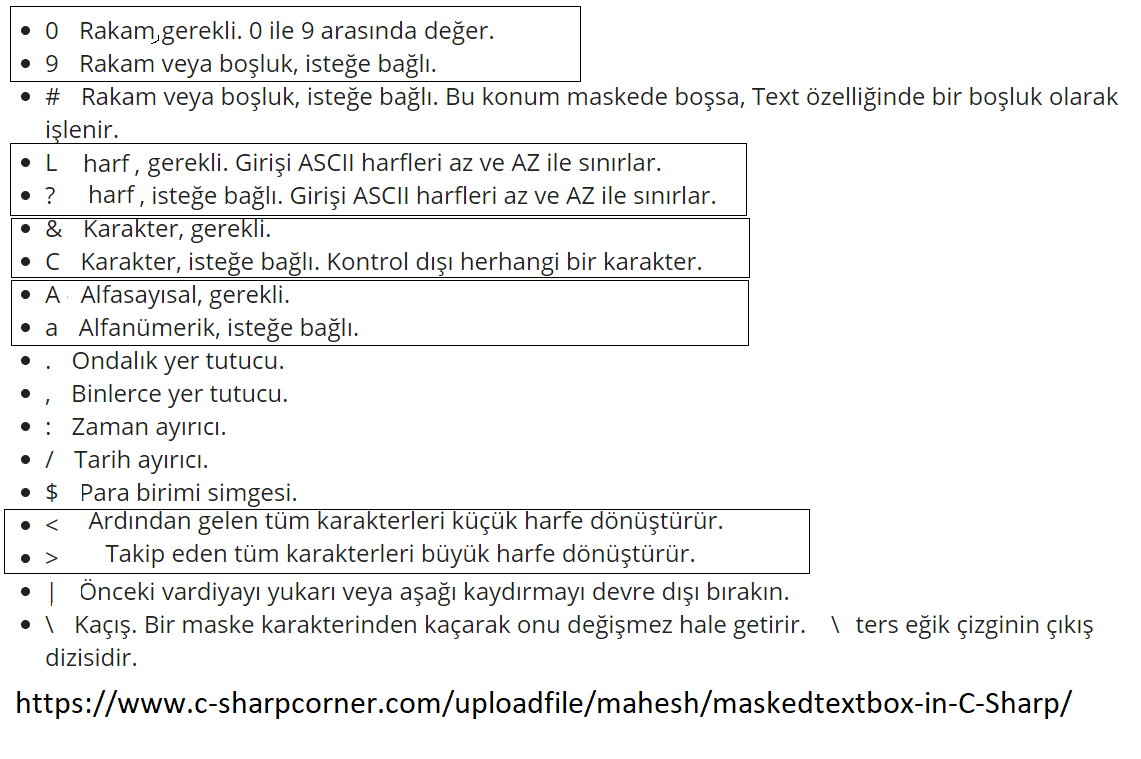 • 0 Rakam,gerekli. 0 ile 9 arasında değer.
• 9 Rakam veya boşluk, isteğe bağlı.
• # Rakam veya boşluk, isteğe bağlı. Bu konum maskede boşsa, Text özelliğinde bir boşluk olarak
işlenir.
• L harf , gerekli. Girişi ASCII harfleri az ve AZ ile sınırlar.
• ? harf , isteğe bağlı. Girişi ASCII harfleri az ve AZ ile sınırlar.
• & Karakter, gerekli.
• C Karakter, isteğe bağlı. Kontrol dışı herhangi bir karakter.
• A Alfasayısal, gerekli.
• a Alfanümerik, isteğe bağlı.
• . Ondalık yer tutucu.
• , Binlerce yer tutucu.
• : Zaman ayırıcı.
• / Tarih ayırıcı.
• $ Para birimi simgesi.
• < Ardından gelen tüm karakterleri küçük harfe dönüştürür.
• > Takip eden tüm karakterleri büyük harfe dönüştürür.
• | Önceki vardiyayı yukarı veya aşağı kaydırmayı devre dışı bırakın.
• \ Kaçış. Bir maske karakterinden kaçarak onu değişmez hale getirir. \ ters eğik çizginin çıkış
dizisidir.
https://www.c-sharpcorner.com/uploadfile/mahesh/maskedtextbox-in-C-Sharp/